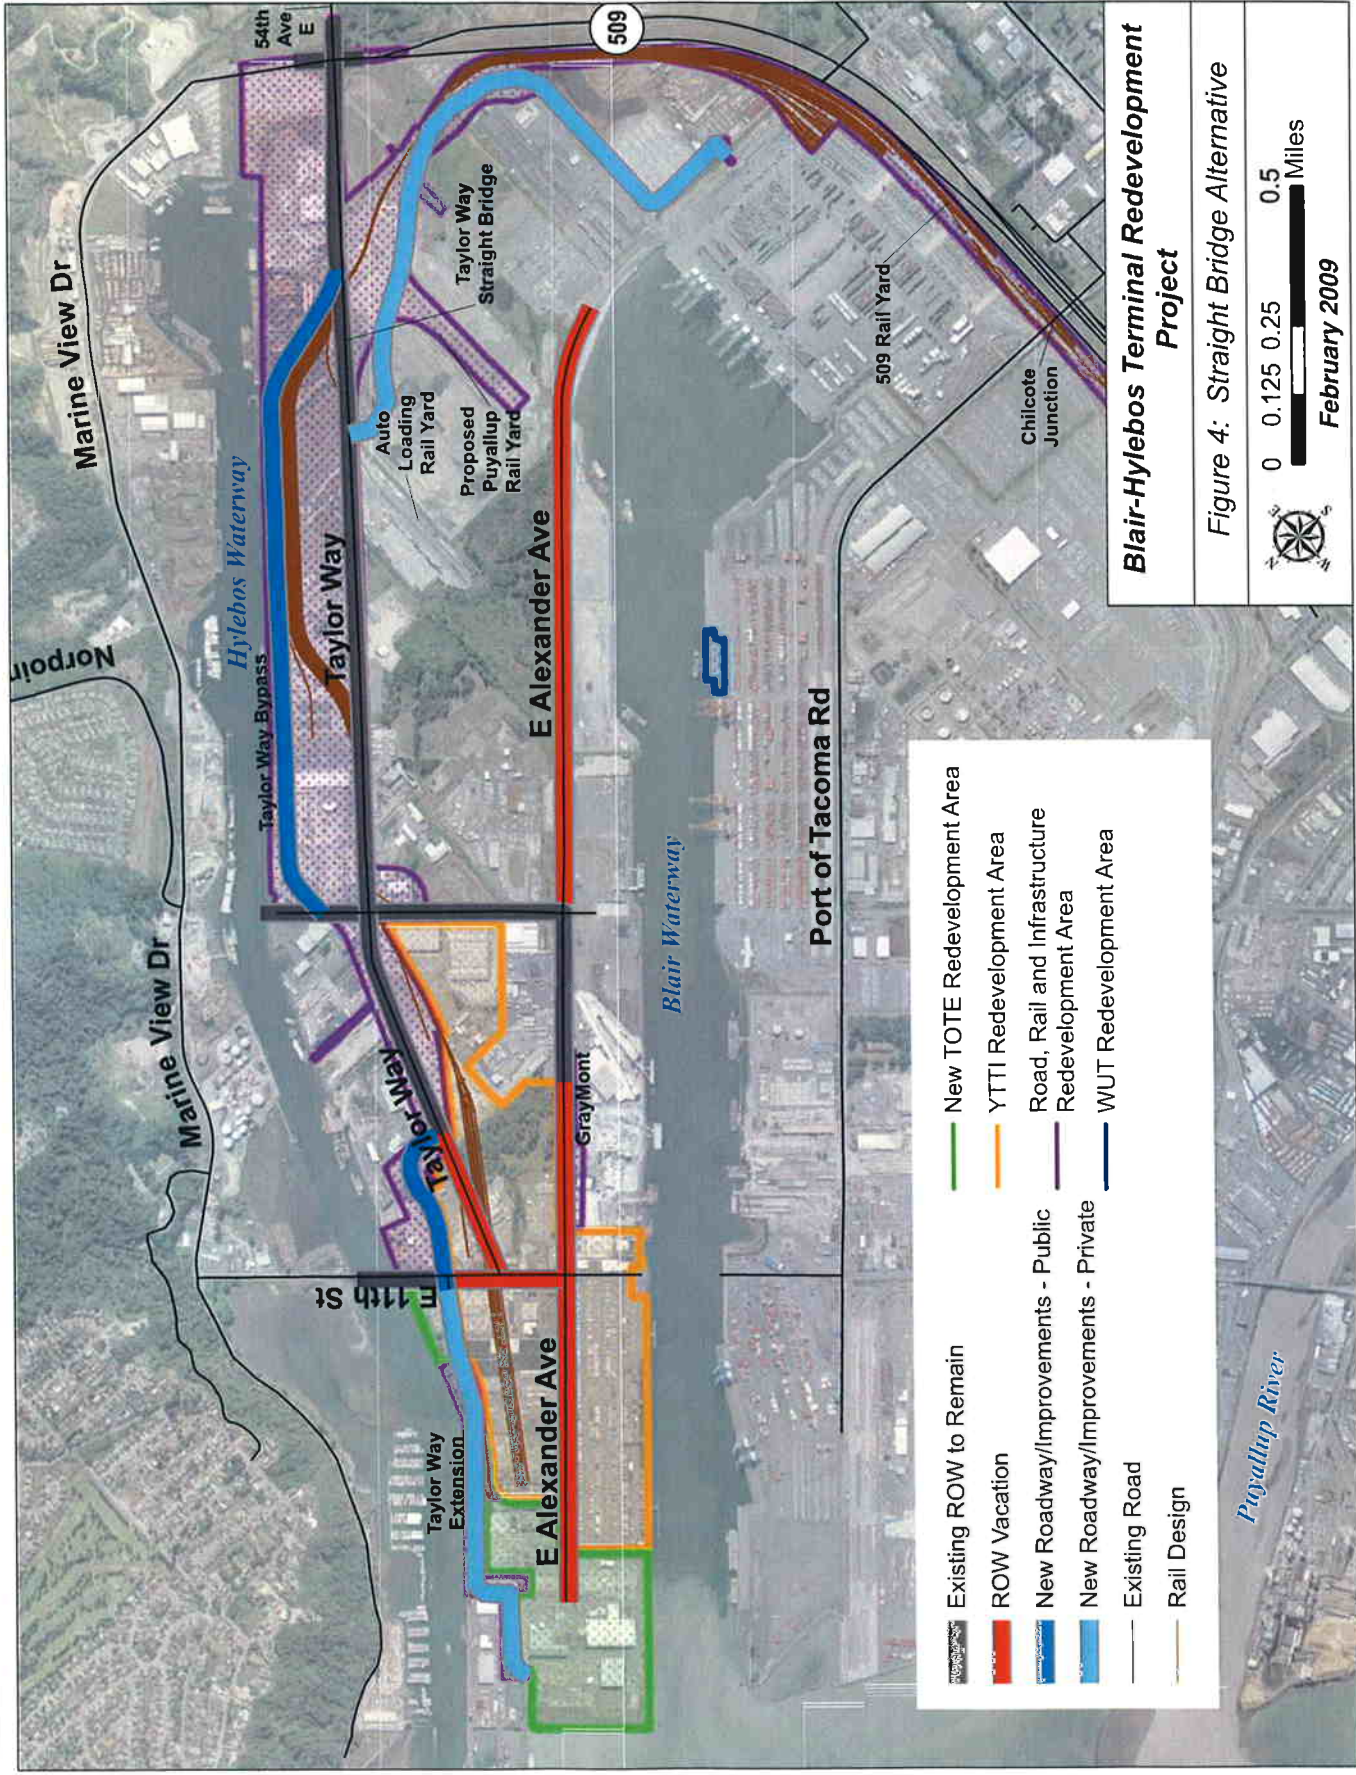 Blair-Hylebos Terminal Redevelopment
Project
Figure 4: Straight Bridge Alternative
0 0.125 0.25 0.5
Miles
February 2009
N
E
S
W
54th
Ave
E
509
Marine View Dr
Marine View Dr
Hylebos Waterway
Taylor Way Bypass
Taylor Way
Taylor Way
Straight Bridge
Auto
Loading
Rail Yard
Proposed
Puyallup
Rail Yard
509 Rail Yard
Chilcote
Junction
E Alexander Ave
Port of Tacoma Rd
Blair Waterway
Taylor Way
GrayMont
E 11th St
Taylor Way
Extension
E Alexander Ave
Puyallup River
Existing ROW to Remain
ROW Vacation
New Roadway/Improvements - Public
New Roadway/Improvements - Private
Existing Road
Rail Design
New TOTE Redevelopment Area
YTTI Redevelopment Area
Road, Rail and Infrastructure
Redevelopment Area
WUT Redevelopment Area